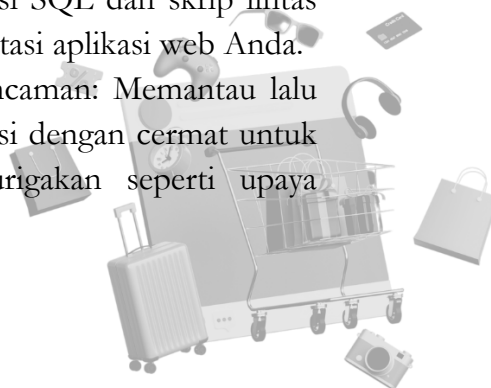 si SQL dan skrip lintas
tasi aplikasi web Anda.
ncaman: Memantau lalu
si dengan cermat untuk
urigakan seperti upaya